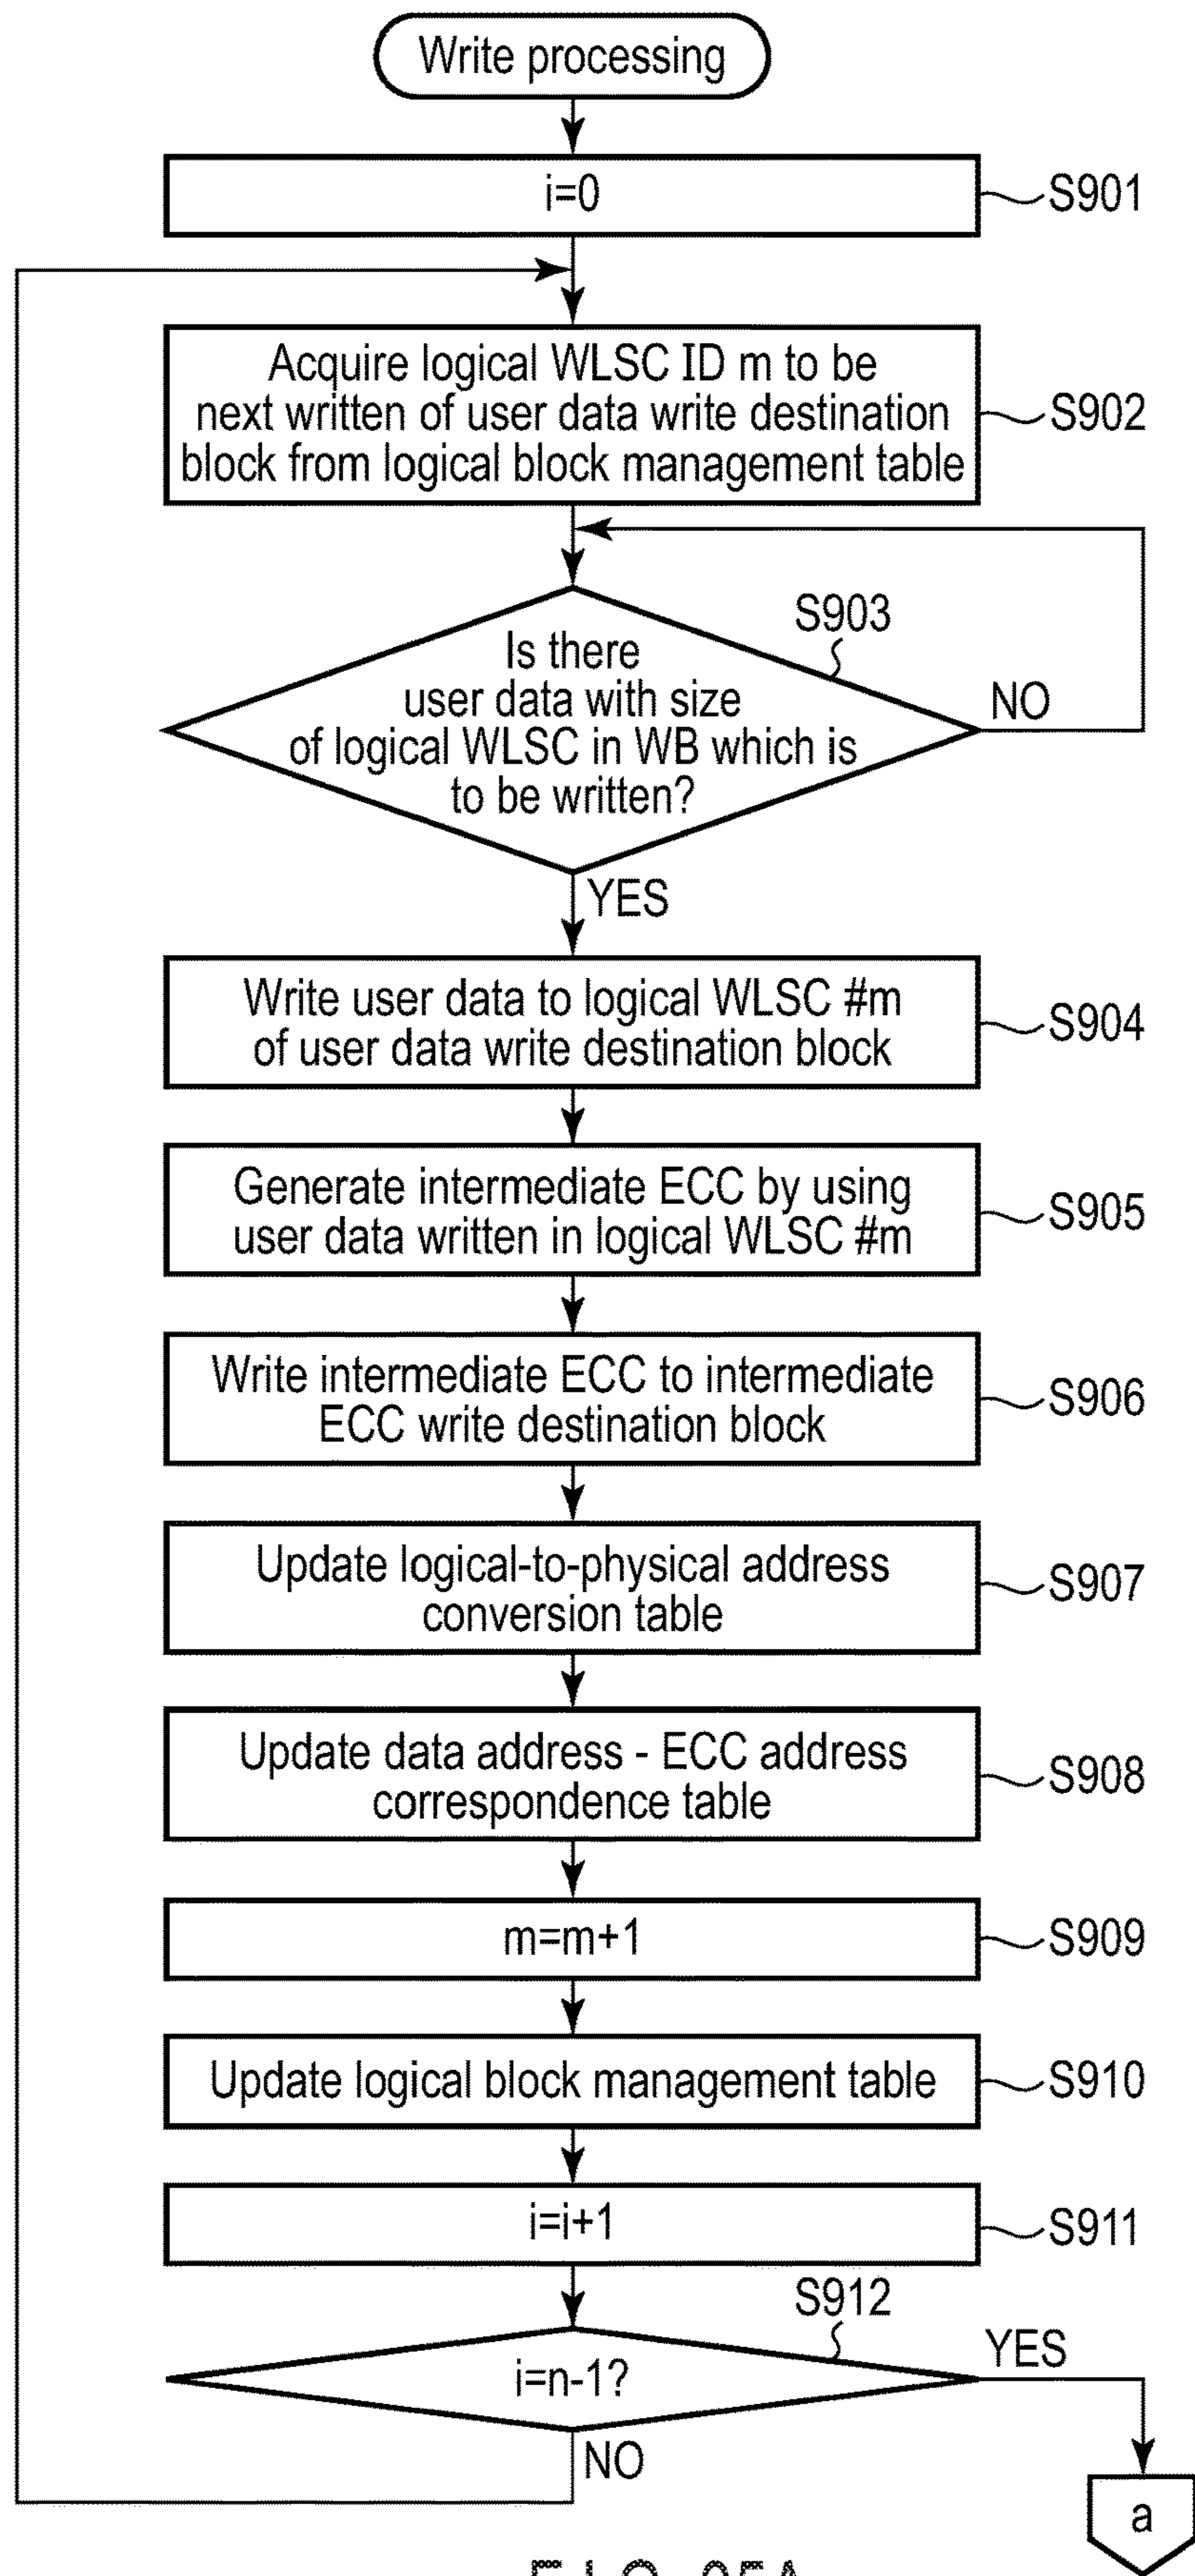 Write processing
i=0
S901
Acquire logical WLSC ID m to be
next written of user data write destination
block from logical block management table
S902
S903
Is there
user data with size
of logical WLSC in WB which is
to be written?
NO
YES
Write user data to logical WLSC #m
of user data write destination block
S904
Generate intermediate ECC by using
user data written in logical WLSC #m
S905
Write intermediate ECC to intermediate
ECC write destination block
S906
Update logical-to-physical address
conversion table
S907
Update data address - ECC address
correspondence table
S908
m=m+1
S909
Update logical block management table
S910
i=i+1
S911
S912
i=n-1?
YES
NO
a